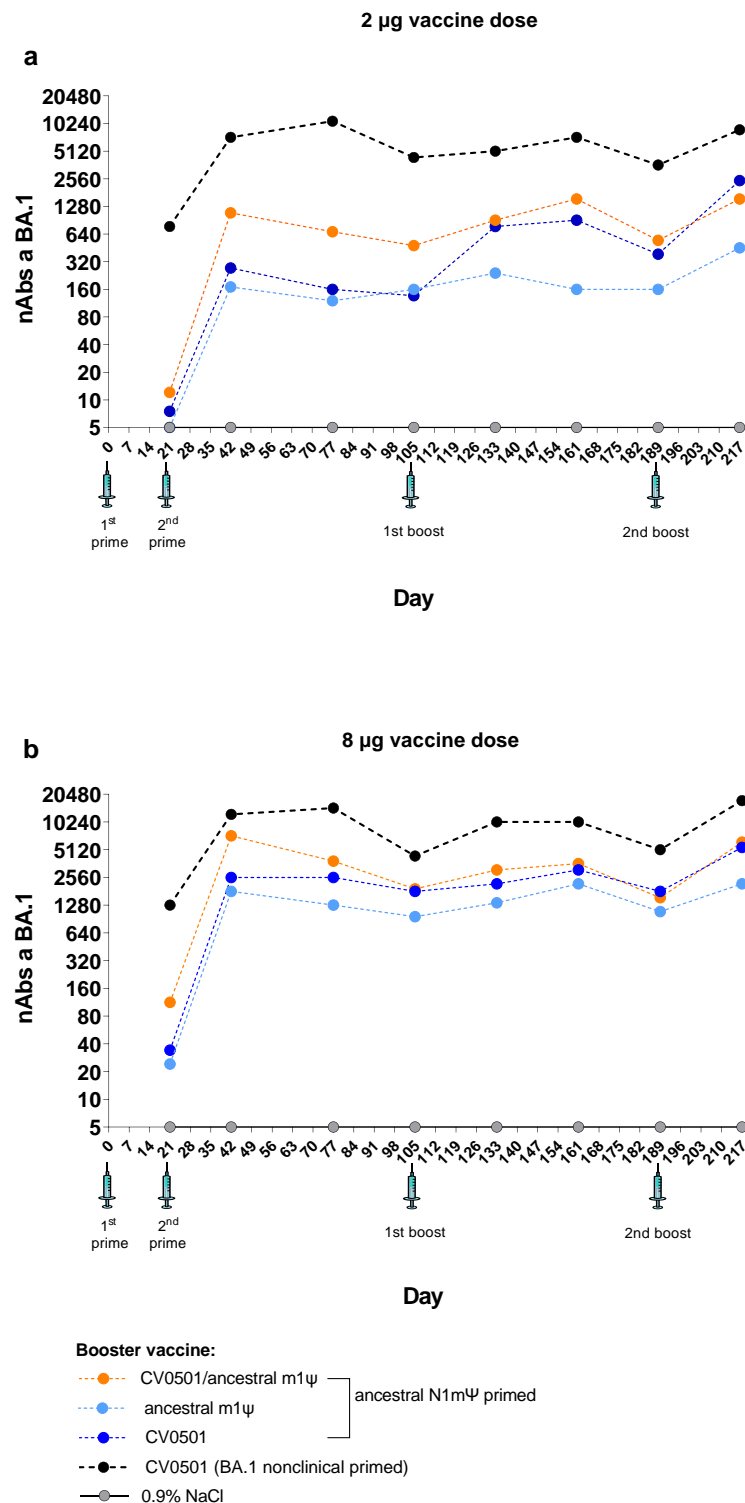 2 µg vaccine dose
a
20480
10240
5120
2560
1280
640
320
160
80
40
20
10
5
nAbs a BA.1
0 7 14 21 28 35 42 49 56 63 70 77 84 91 98 105 112 119 126 133 140 147 154 161 168 175 182 189 196 203 210 217
1st prime
2nd prime
1st boost
2nd boost
Day
b
8 µg vaccine dose
20480
10240
5120
2560
1280
640
320
160
80
40
20
10
5
nAbs a BA.1
0 7 14 21 28 35 42 49 56 63 70 77 84 91 98 105 112 119 126 133 140 147 154 161 168 175 182 189 196 203 210 217
1st prime
2nd prime
1st boost
2nd boost
Day
Booster vaccine:
CV0501/ancestral m1ψ
ancestral m1ψ
CV0501
ancestral N1mΨ primed
CV0501 (BA.1 nonclinical primed)
0.9% NaCl